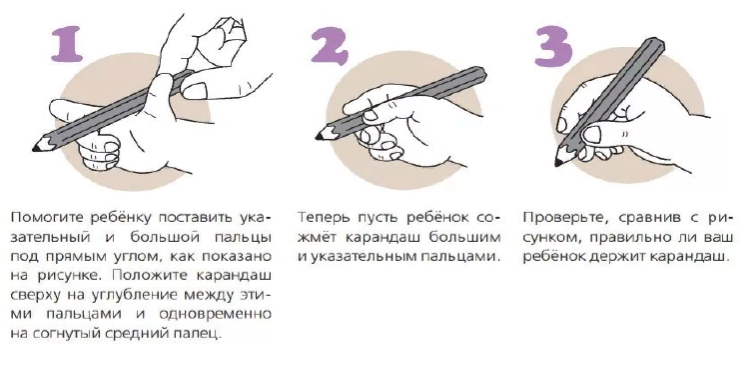 1
Помогите ребёнку поставить ука-
зательный и большой пальцы
под прямым углом, как показано
на рисунке. Положите карандаш
сверху на углубление между эти-
ми пальцами и одновременно
на согнутый средний палец.
2
Теперь пусть ребёнок со-
жмёт карандаш большим
и указательным пальцами.
3
Проверьте, сравнив с ри-
сунком, правильно ли ваш
ребёнок держит карандаш.